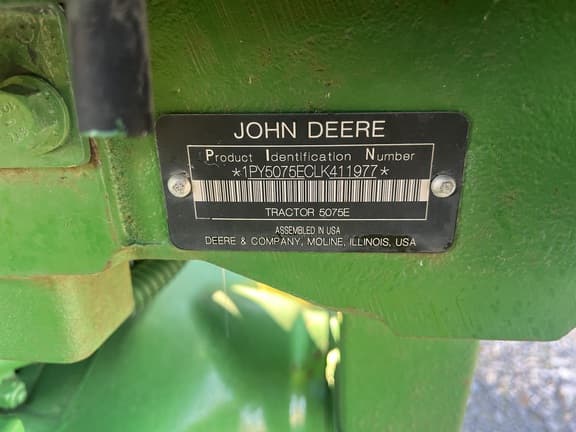 JOHN DEERE
Product Identification Number
*1PY5075ECLK411977*
TRACTOR 5075E
ASSEMBLED IN USA
DEERE & COMPANY, MOLINE, ILLINOIS, USA